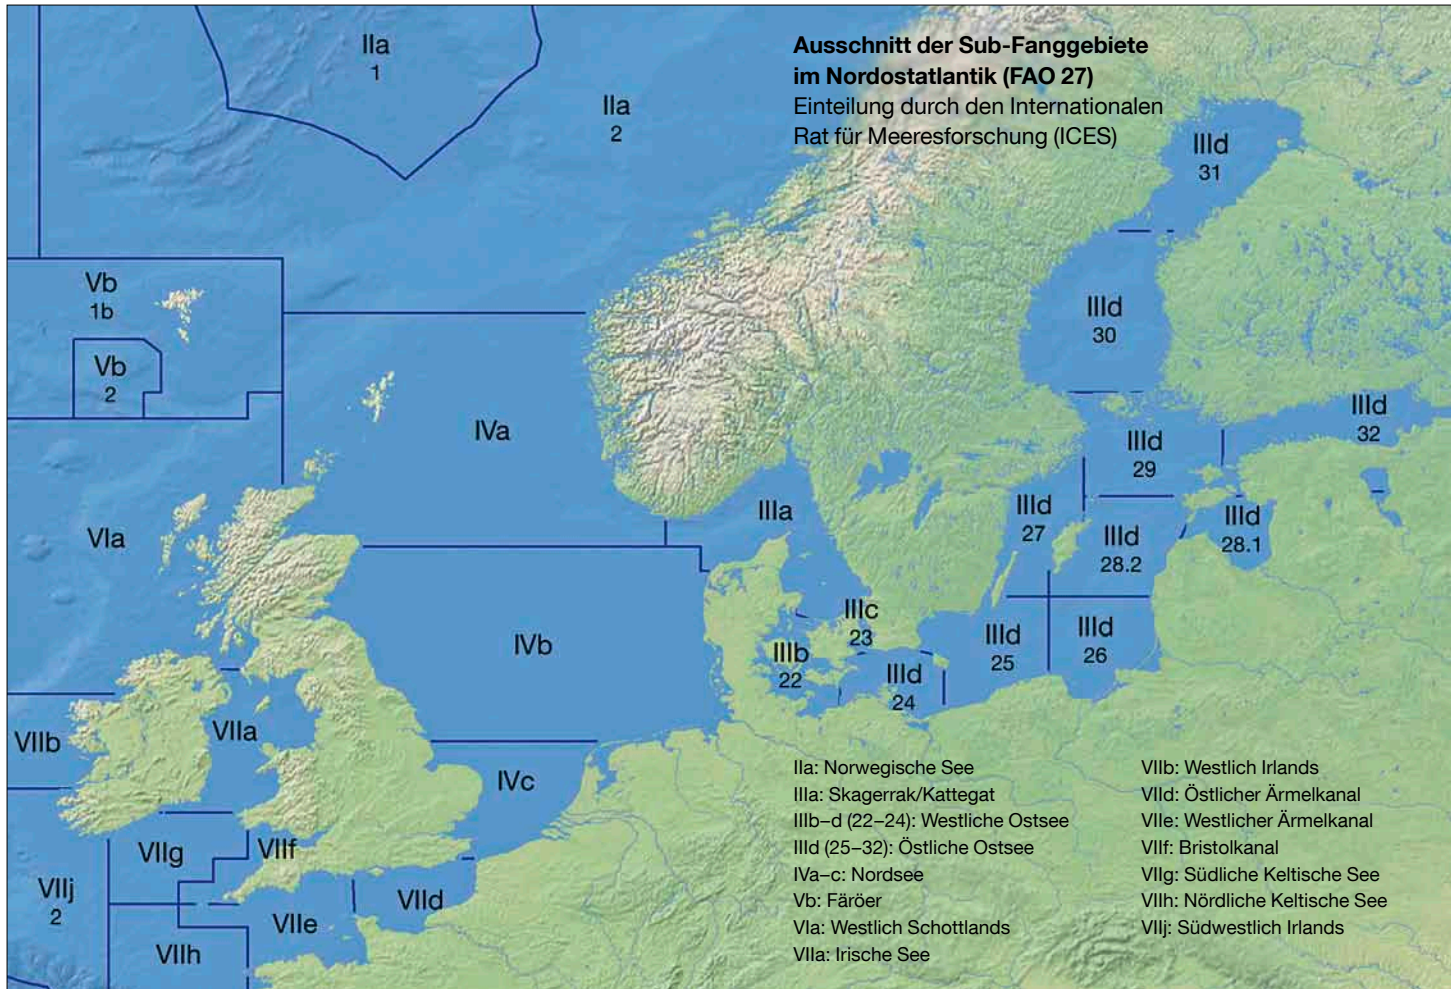 Ausschnitt der Sub-Fanggebiete
im Nordostatlantik (FAO 27)
Einteilung durch den Internationalen
Rat für Meeresforschung (ICES)
IIa
1
IIa
2
IIId
31
Vb
1b
IIId
30
Vb
2
IVa
IIId
32
IIId
29
VIa
IIIa
IIId
27
IIId
28.2
IIId
28.1
IIIc
23
IVb
IIIb
22
IIId
24
IIId
25
IIId
26
VIIb
VIIa
IVc
VIIg
VIIf
VIIj
2
VIIe
VIId
VIIh
IIa: Norwegische See
IIIa: Skagerrak/Kattegat
IIIb–d (22–24): Westliche Ostsee
IIId (25–32): Östliche Ostsee
IVa–c: Nordsee
Vb: Färöer
VIa: Westlich Schottlands
VIIa: Irische See
VIIb: Westlich Irlands
VIId: Östlicher Ärmelkanal
VIIe: Westlicher Ärmelkanal
VIIf: Bristolkanal
VIIg: Südliche Keltische See
VIIh: Nördliche Keltische See
VIIj: Südwestlich Irlands